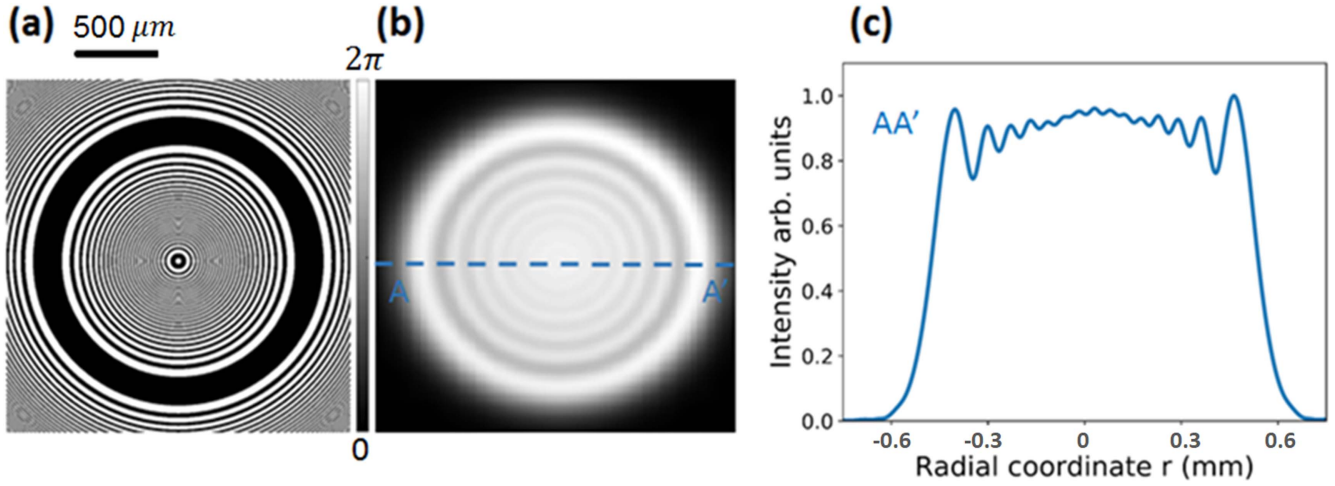 (a)
500 μm
(b)
(c)
2π
0
A
A'
AA'
Intensity arb. units
1.0
0.8
0.6
0.4
0.2
0.0
-0.6
-0.3
0
0.3
0.6
Radial coordinate r (mm)